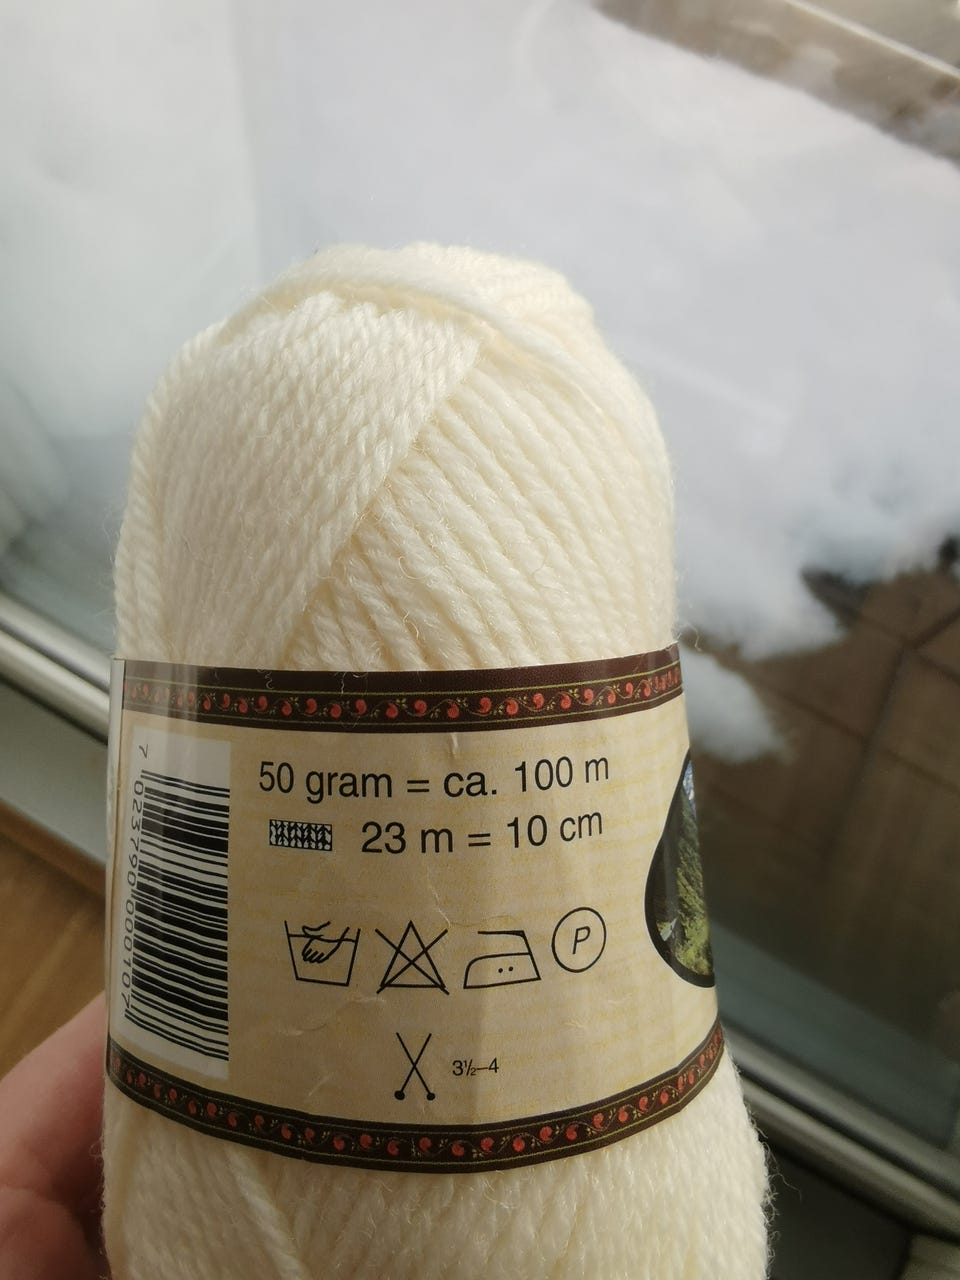 50 gram = ca. 100 m
23 m = 10 cm
P
3½–4
7 023790 000107